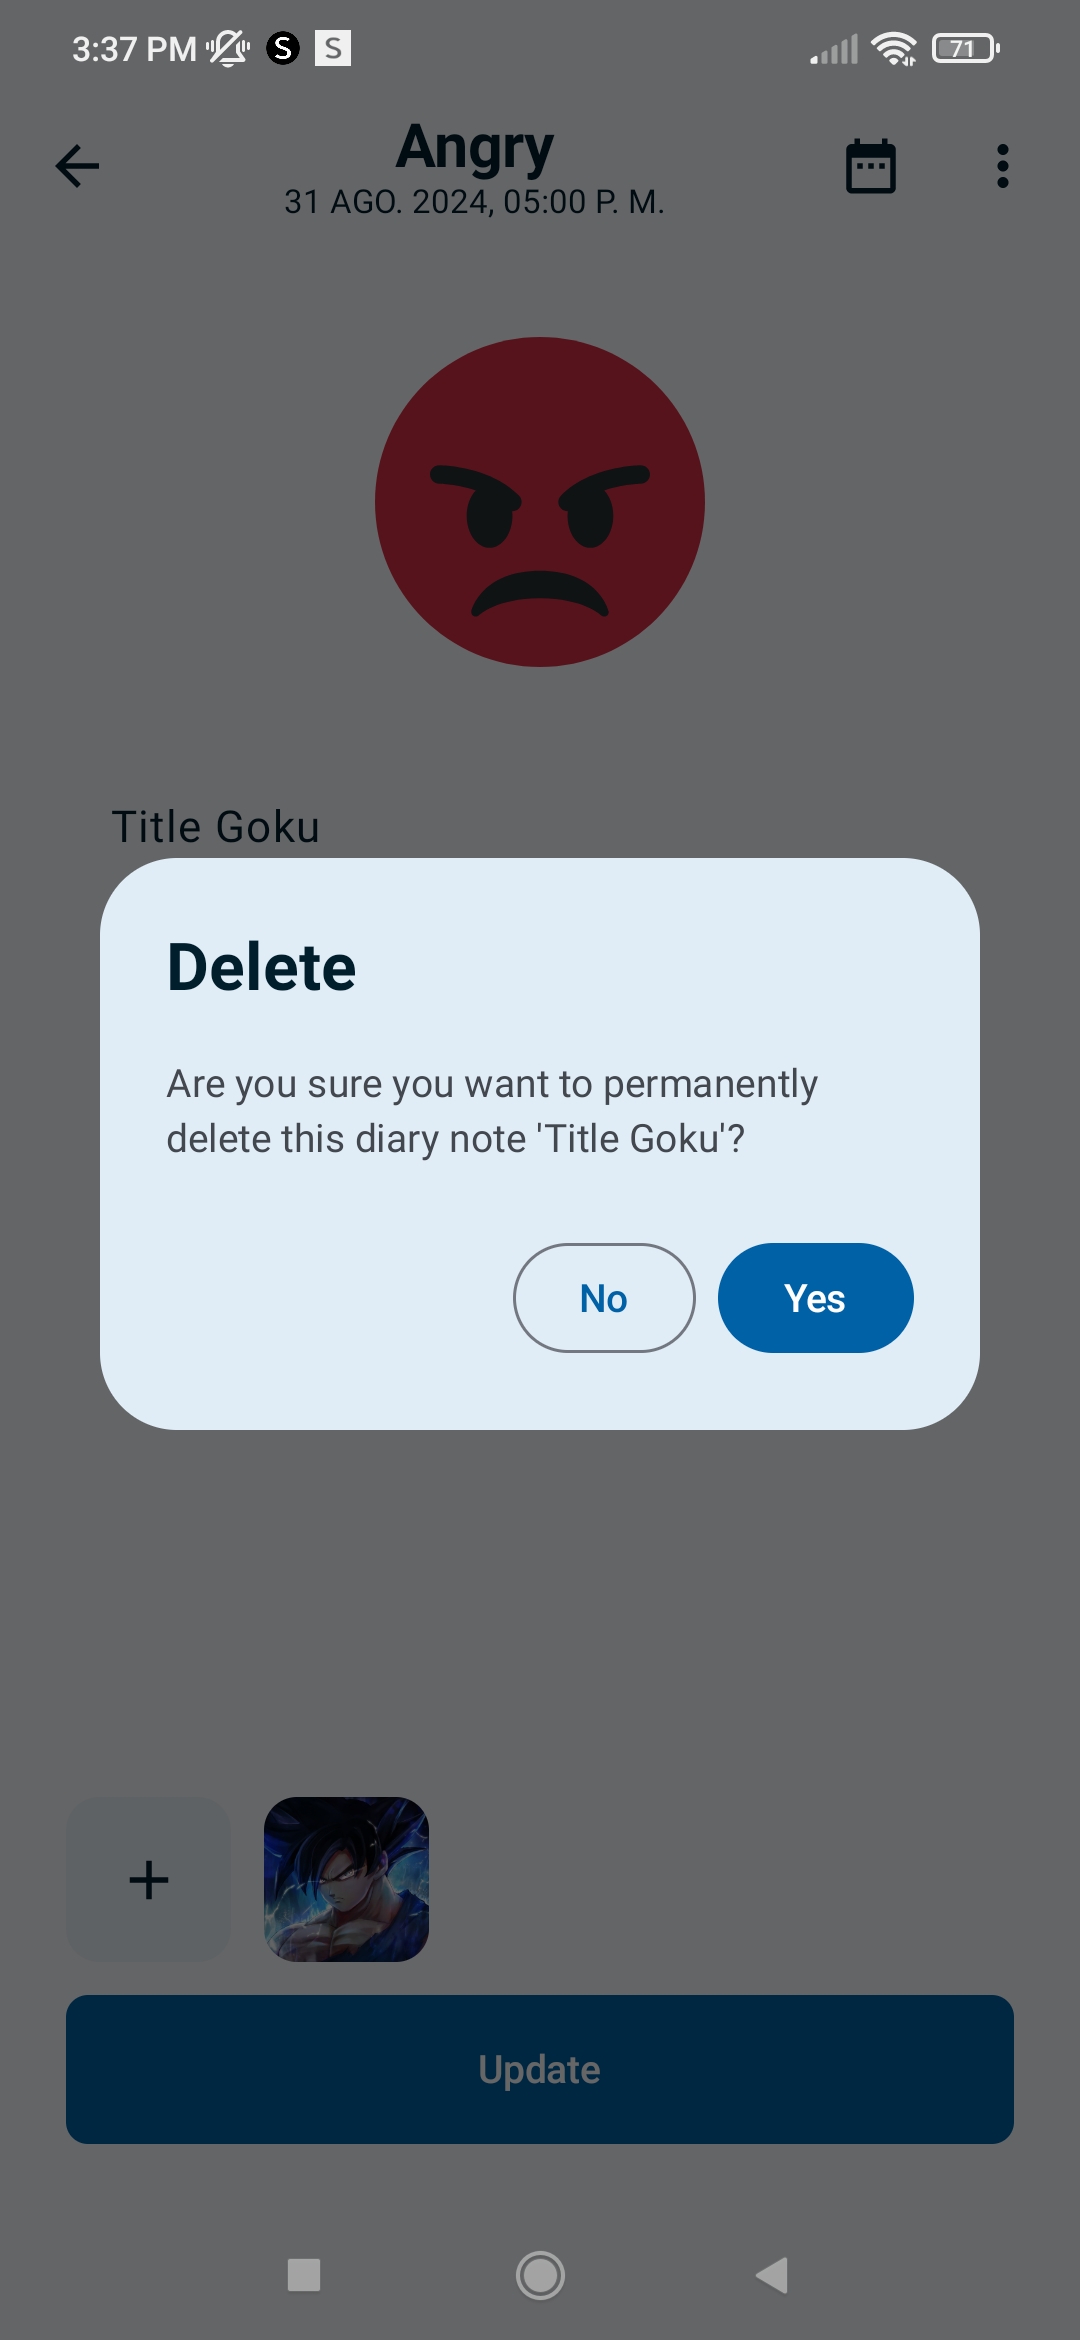 3:37 PM S S 71
Angry
31 AGO. 2024, 05:00 P. M.
Title Goku
Delete
Are you sure you want to permanently
delete this diary note 'Title Goku'?
No Yes
Update